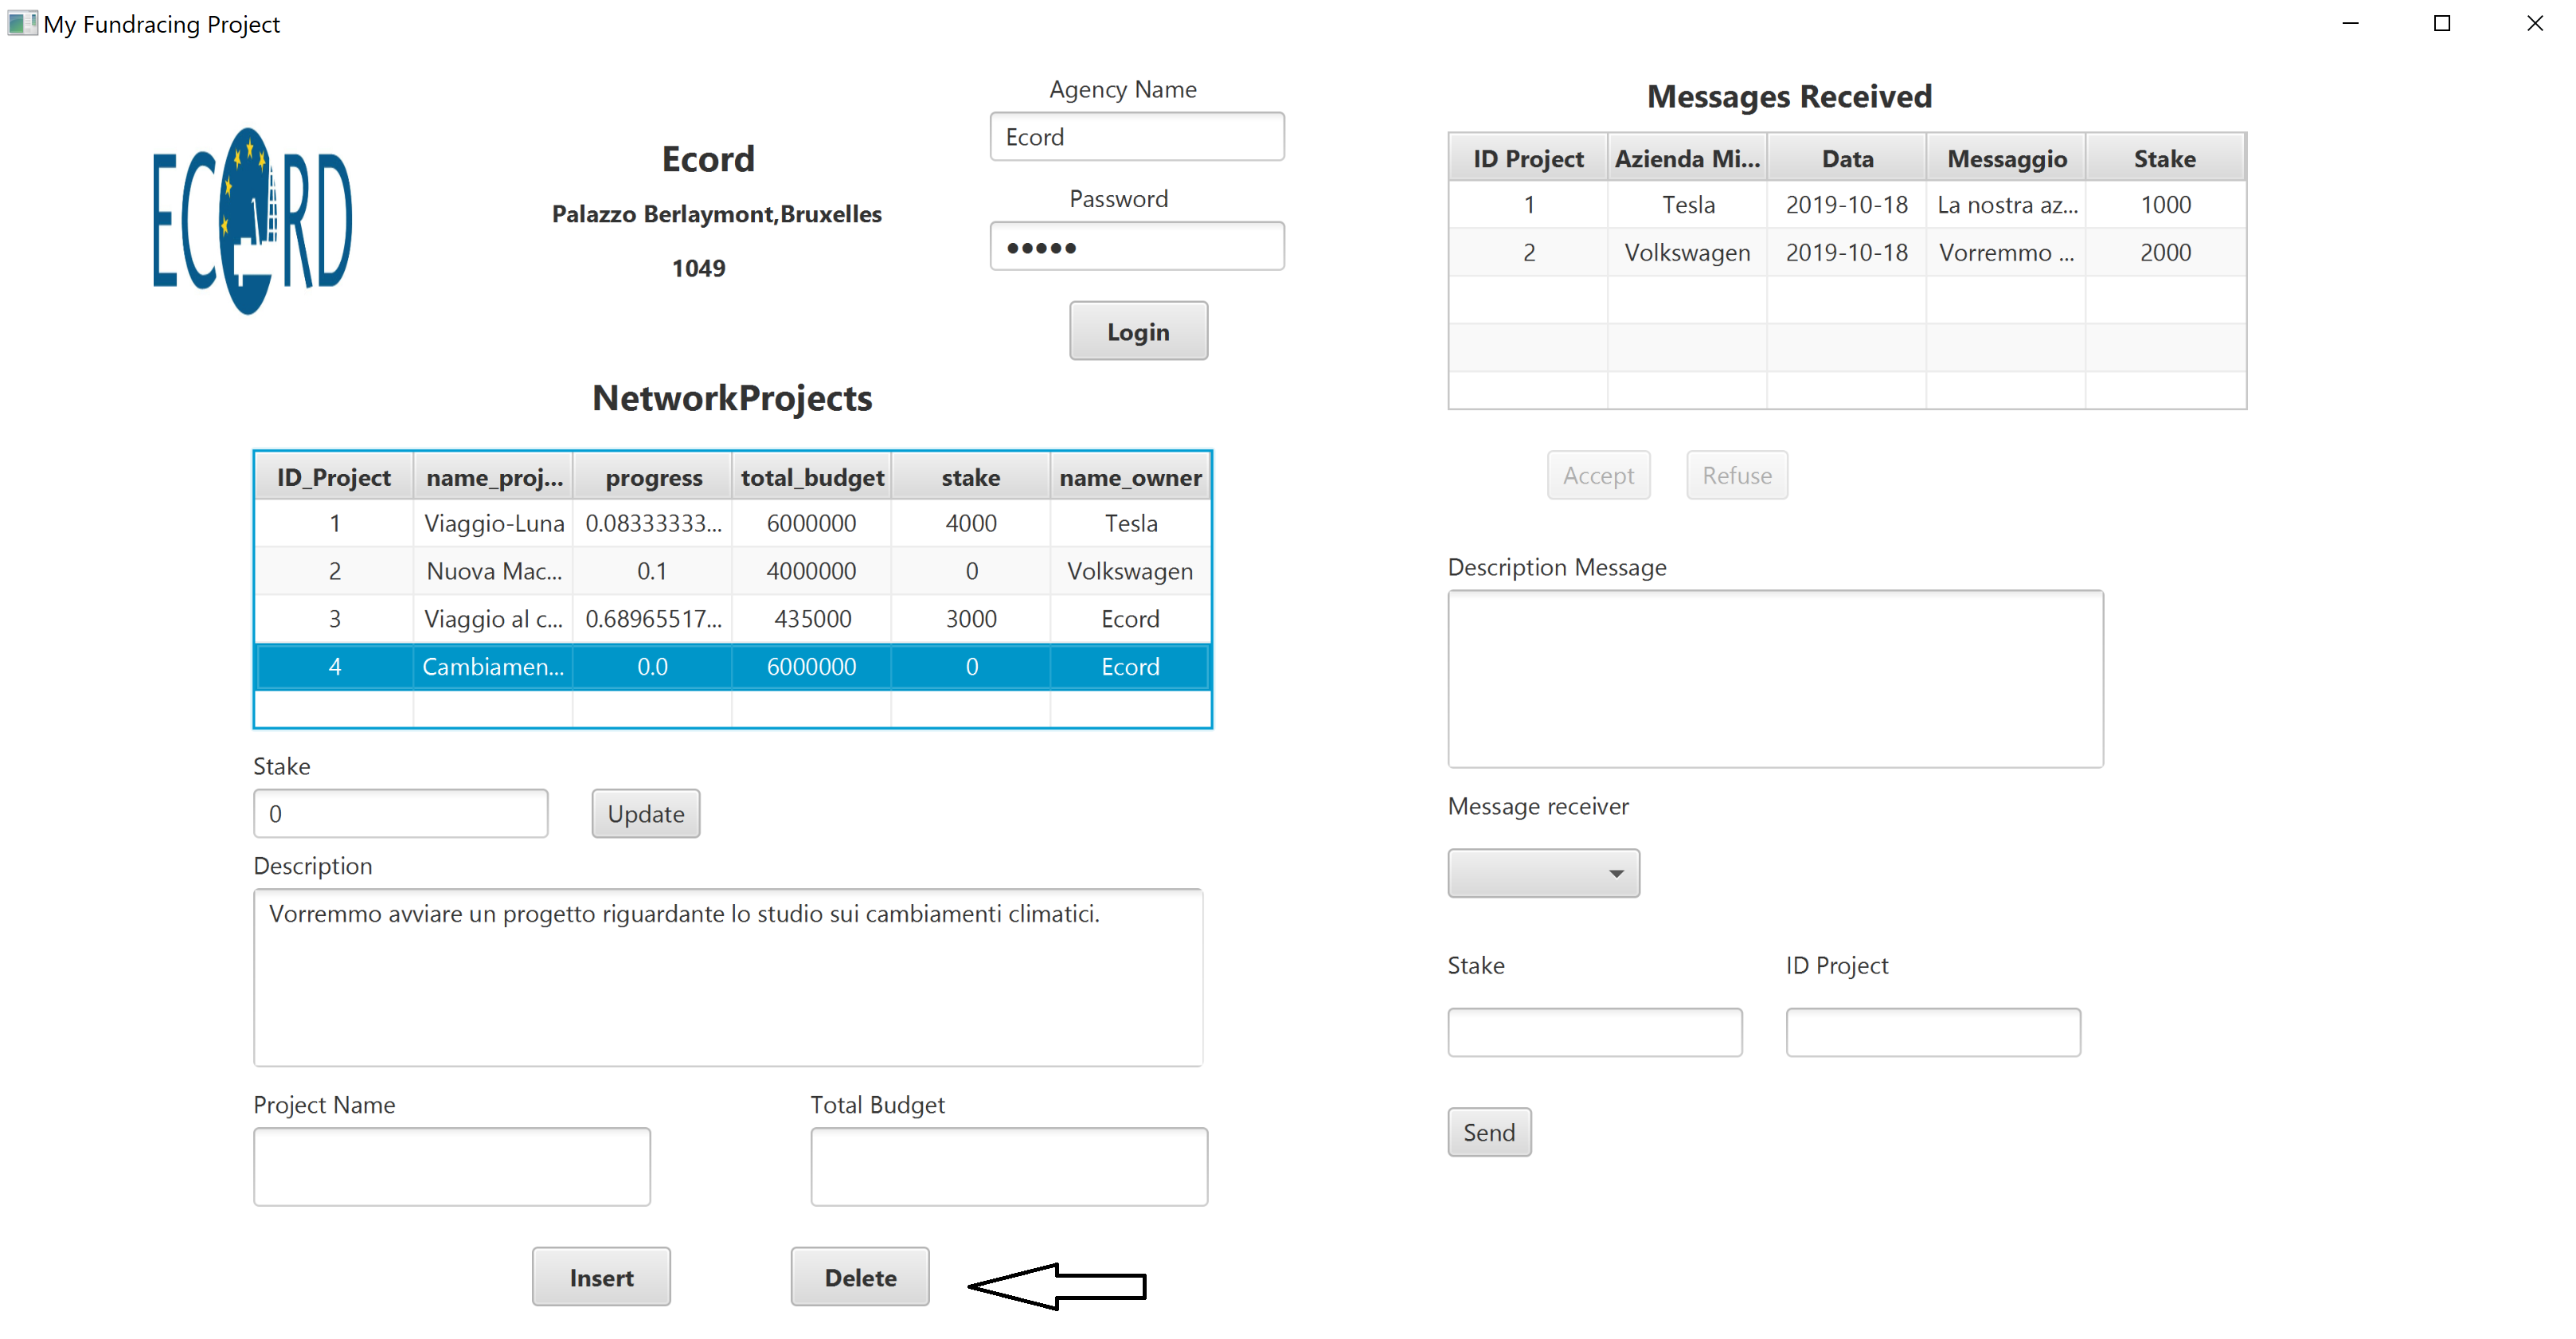 My Fundracing Project
ECORD
Ecord
Palazzo Berlaymont,Bruxelles
1049
Agency Name
Ecord
Password
•••••
Login
NetworkProjects
ID_Project name_proj... progress total_budget stake name_owner
1 Viaggio-Luna 0.08333333... 6000000 4000 Tesla
2 Nuova Mac... 0.1 4000000 0 Volkswagen
3 Viaggio al c... 0.68965517... 435000 3000 Ecord
4 Cambiamen... 0.0 6000000 0 Ecord
Stake
0 Update
Description
Vorremmo avviare un progetto riguardante lo studio sui cambiamenti climatici.
Project Name Total Budget
Insert Delete
Messages Received
ID Project Azienda Mi... Data Messaggio Stake
1 Tesla 2019-10-18 La nostra az... 1000
2 Volkswagen 2019-10-18 Vorremmo ... 2000
Accept Refuse
Description Message
Message receiver
Stake ID Project
Send